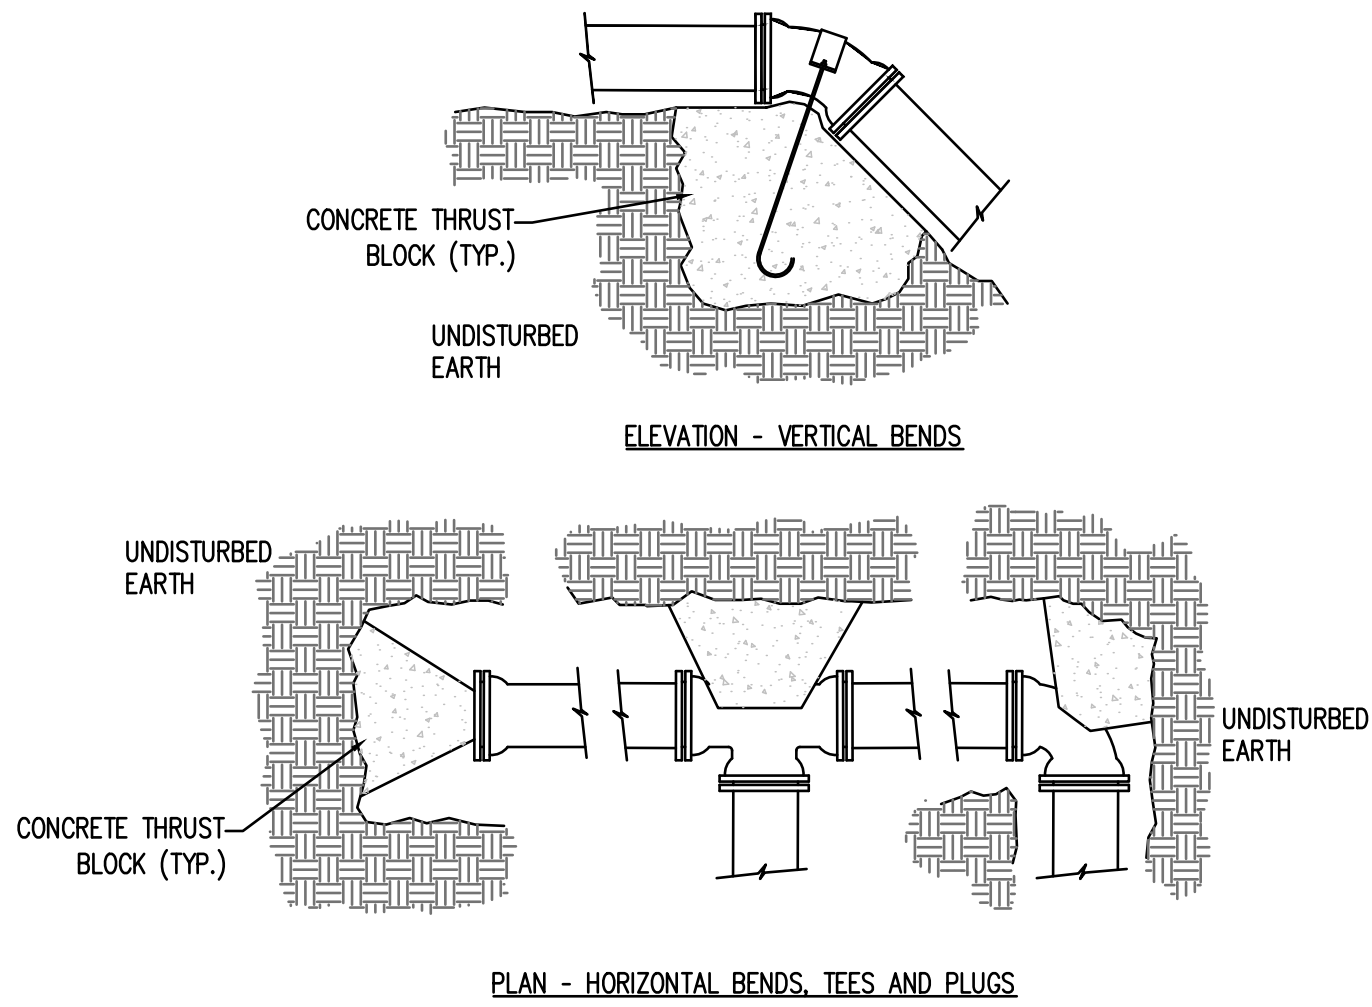 CONCRETE THRUST
BLOCK (TYP.)
UNDISTURBED
EARTH
ELEVATION - VERTICAL BENDS
UNDISTURBED
EARTH
UNDISTURBED
EARTH
CONCRETE THRUST
BLOCK (TYP.)
PLAN - HORIZONTAL BENDS, TEES AND PLUGS